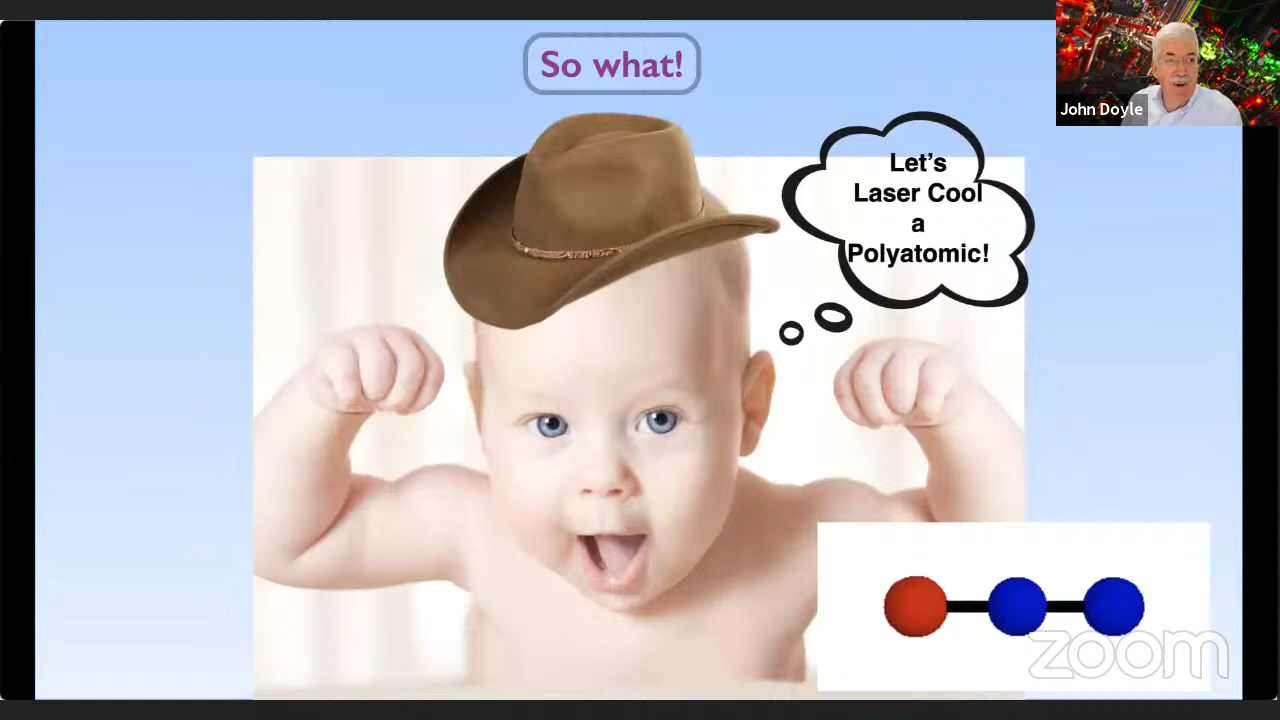 So what!
John Doyle
Let's
Laser Cool
a
Polyatomic!
zoom